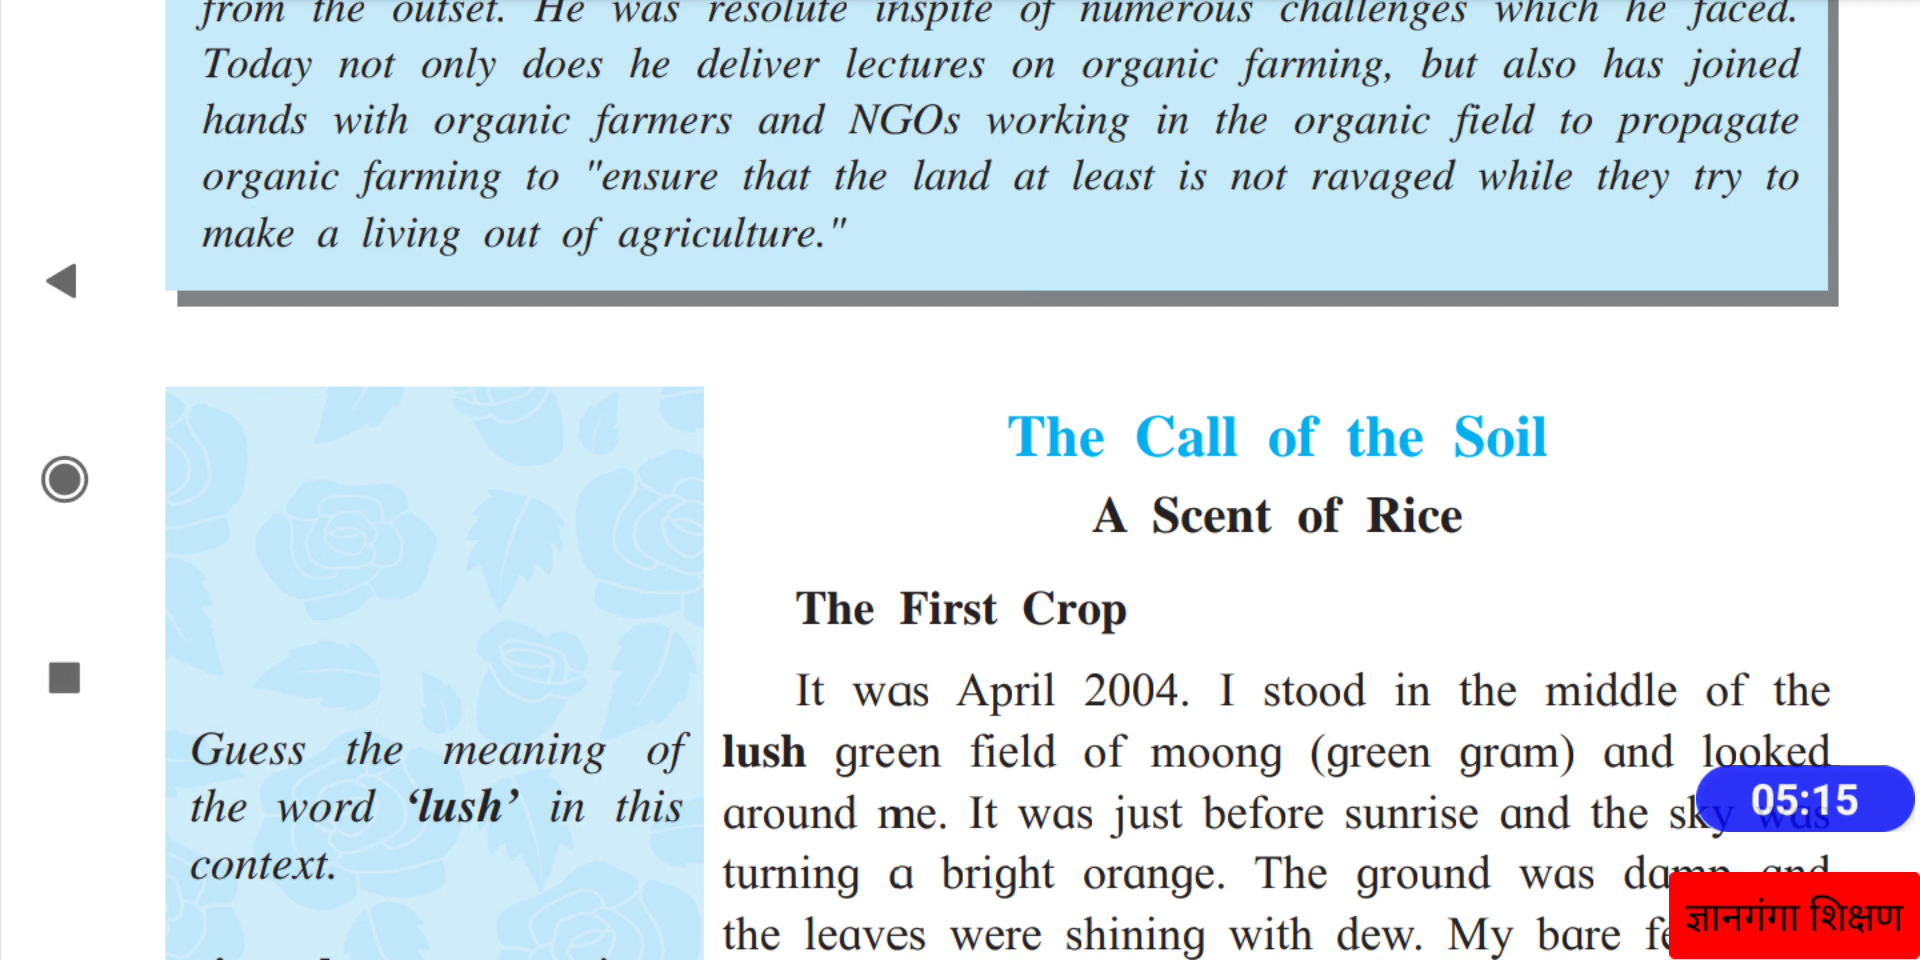 from the outset. He was resolute inspite of numerous challenges which he faced.
Today not only does he deliver lectures on organic farming, but also has joined
hands with organic farmers and NGOs working in the organic field to propagate
organic farming to "ensure that the land at least is not ravaged while they try to
make a living out of agriculture."
The Call of the Soil
A Scent of Rice
The First Crop
It was April 2004. I stood in the middle of the
lush green field of moong (green gram) and looked
around me. It was just before sunrise and the sky was
turning a bright orange. The ground was damp and
the leaves were shining with dew. My bare
Guess the meaning of
the word ‘lush’ in this
context.
05:15
ज्ञानगंगा शिक्षण